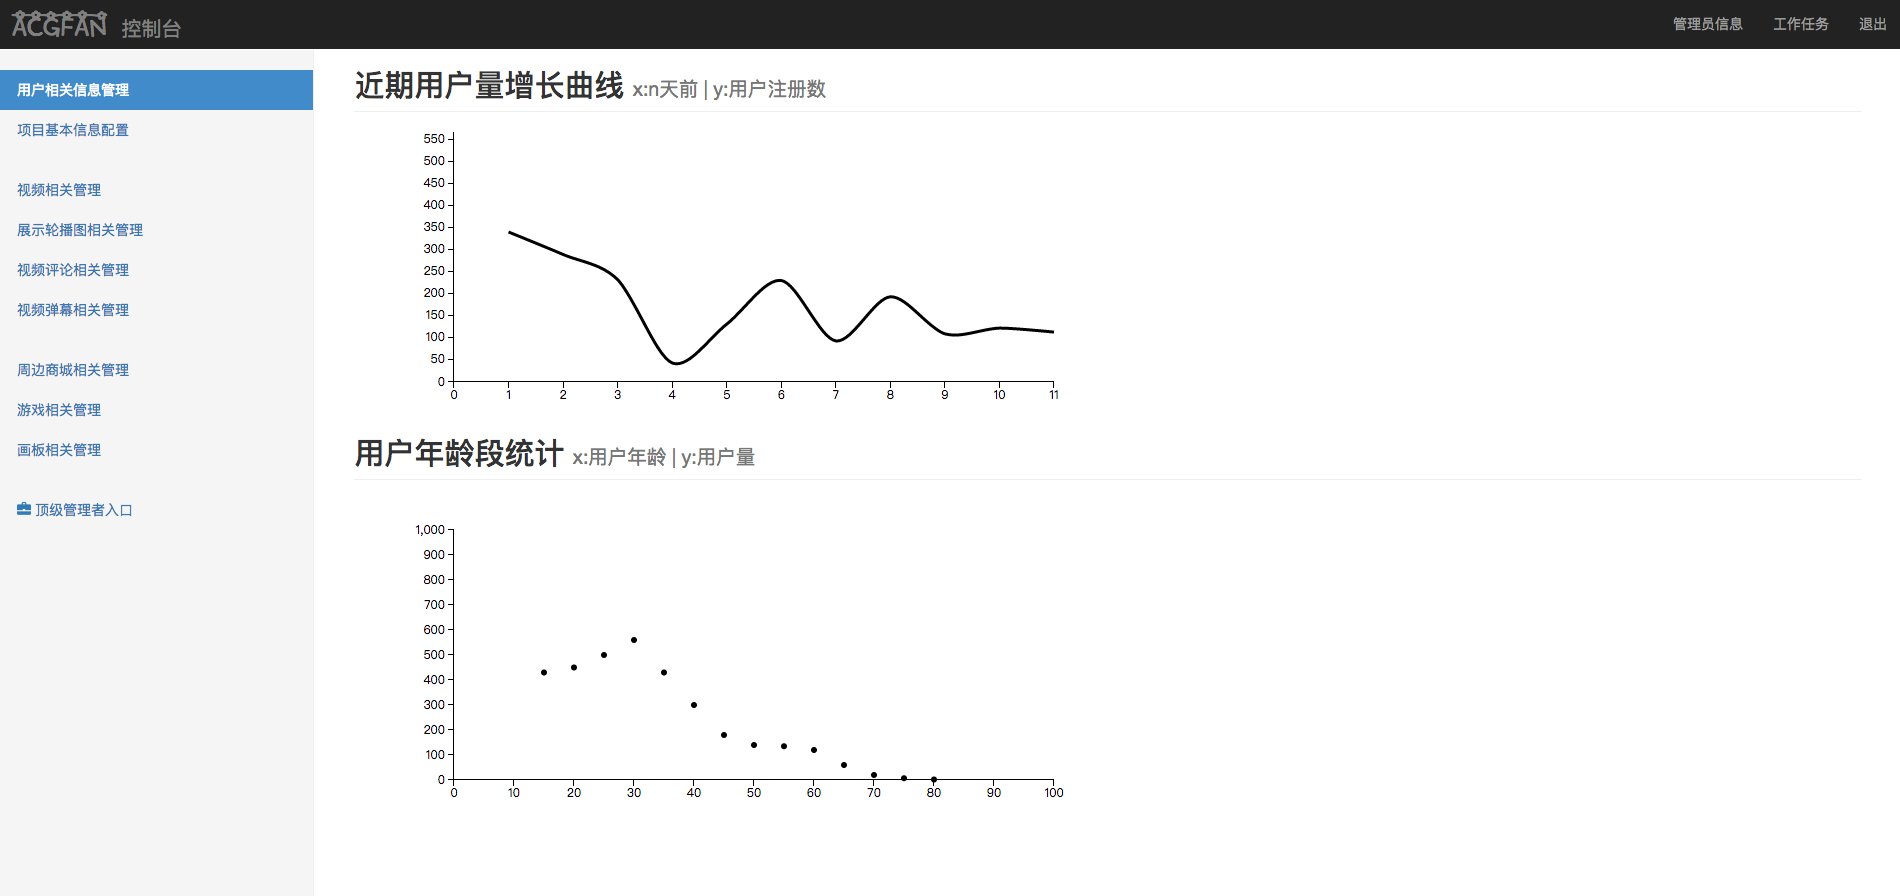 ACGFAN 控制台
管理员信息 工作任务 退出
用户相关信息管理
项目基本信息配置
视频相关管理
展示轮播图相关管理
视频评论相关管理
视频弹幕相关管理
周边商城相关管理
游戏相关管理
画板相关管理
顶级管理者入口
近期用户量增长曲线 x:n天前 | y:用户注册数
550
500
450
400
350
300
250
200
150
100
50
0
0 1 2 3 4 5 6 7 8 9 10 11
用户年龄段统计 x:用户年龄 | y:用户量
1,000
900
800
700
600
500
400
300
200
100
0
0 10 20 30 40 50 60 70 80 90 100